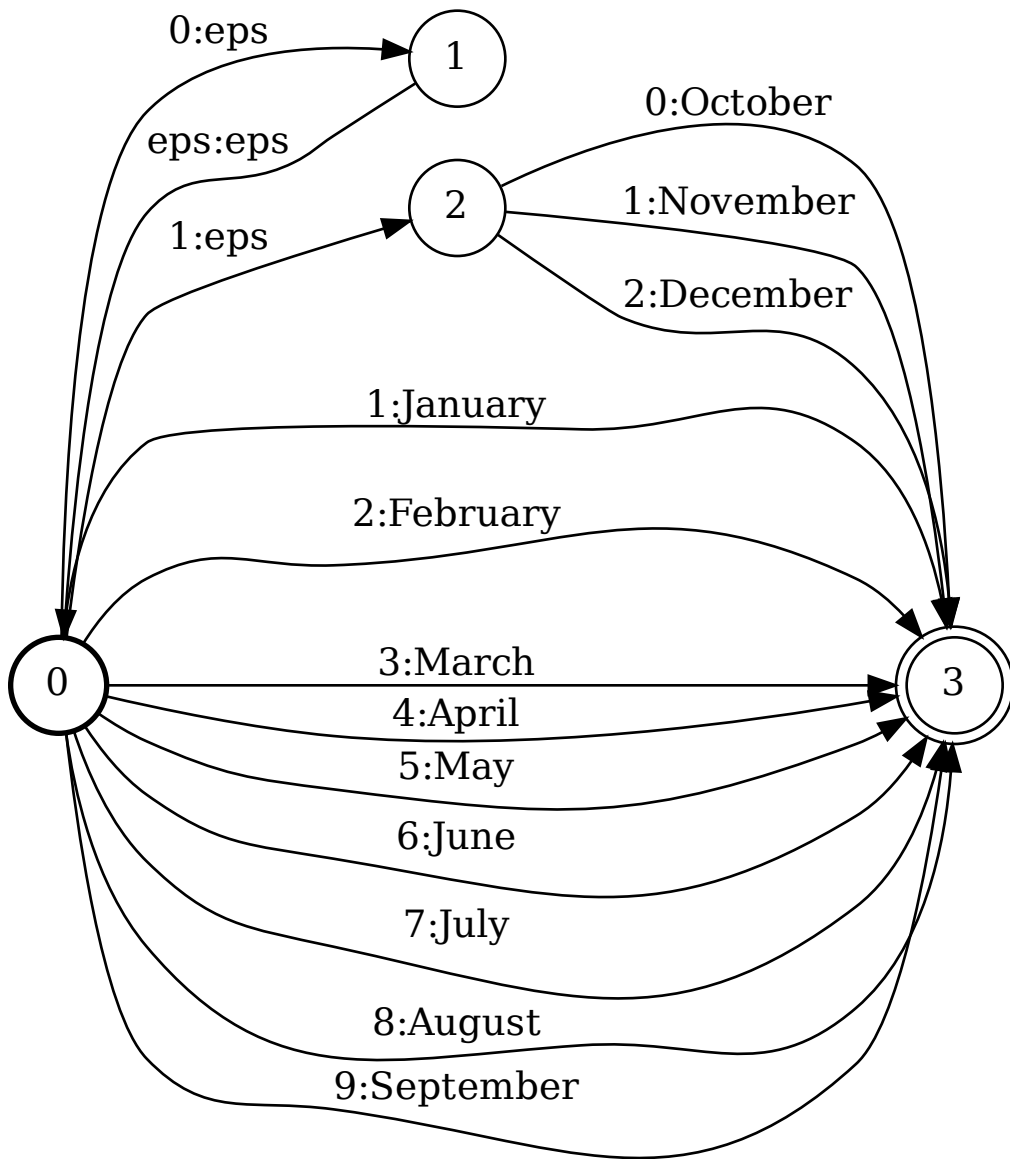 0:eps
1
eps:eps
0:October
2
1:November
1:eps
2:December
1:January
2:February
0
3:March
3
4:April
5:May
6:June
7:July
8:August
9:September